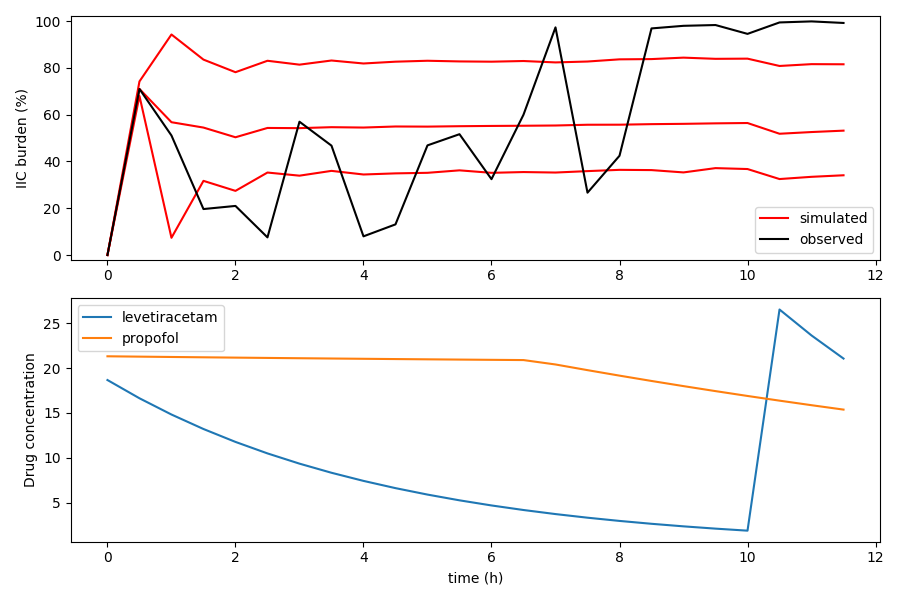 IIC burden (%)
100
80
60
40
20
0
simulated
observed
0 2 4 6 8 10 12
Drug concentration
25
20
15
10
5
levetiracetam
propofol
0 2 4 6 8 10 12
time (h)